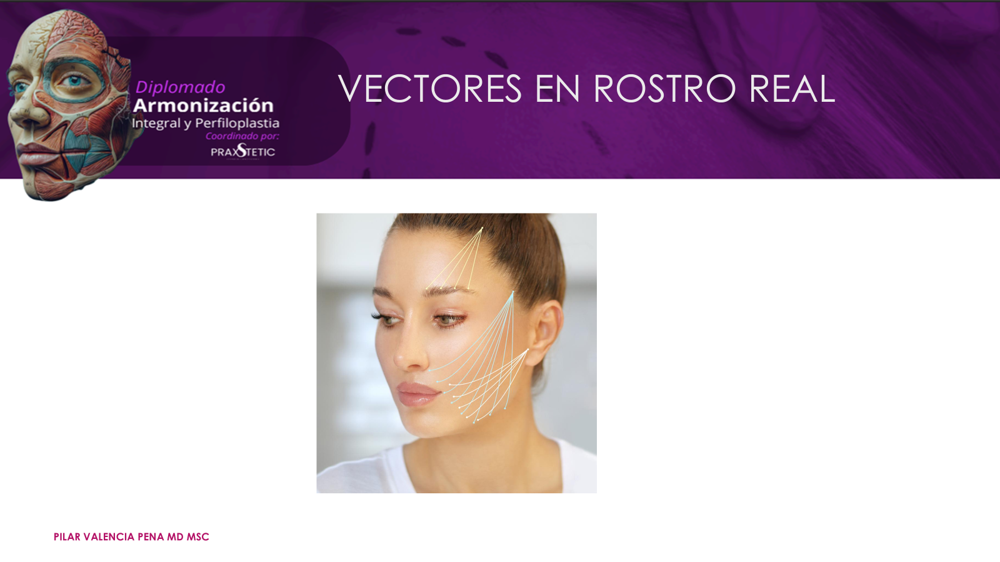 Diplomado
Armonización
Integral y Perfiloplastia
Coordinado por:
PRAXSTETIC
VECTORES EN ROSTRO REAL
PILAR VALENCIA PENA MD MSC